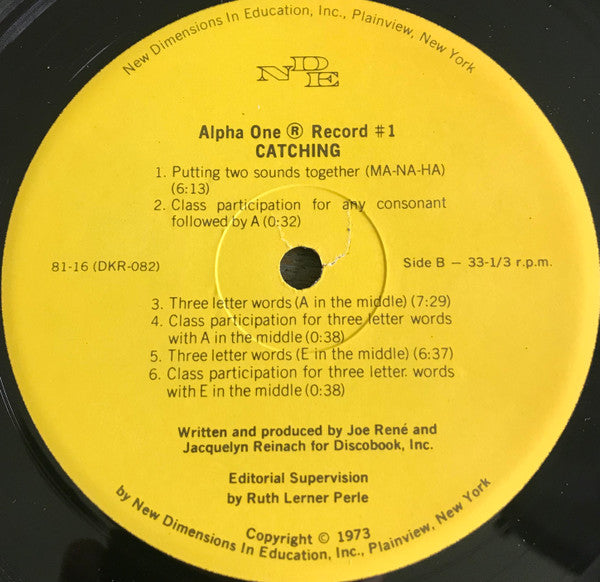 New Dimensions In Education, Inc., Plainview, New York
NDE
Alpha One ® Record #1
CATCHING
1. Putting two sounds together (MA-NA-HA)
(6:13)
2. Class participation for any consonant
followed by A (0:32)
81-16 (DKR-082)
Side B — 33-1/3 r.p.m.
3. Three letter words (A in the middle) (7:29)
4. Class participation for three letter words
with A in the middle (0:38)
5. Three letter words (E in the middle) (6:37)
6. Class participation for three letter. words
with E in the middle (0:38)
Written and produced by Joe René and
Jacquelyn Reinach for Discobook, Inc.
Editorial Supervision
by Ruth Lerner Perle
Copyright © 1973
by New Dimensions In Education, Inc., Plainview, New York